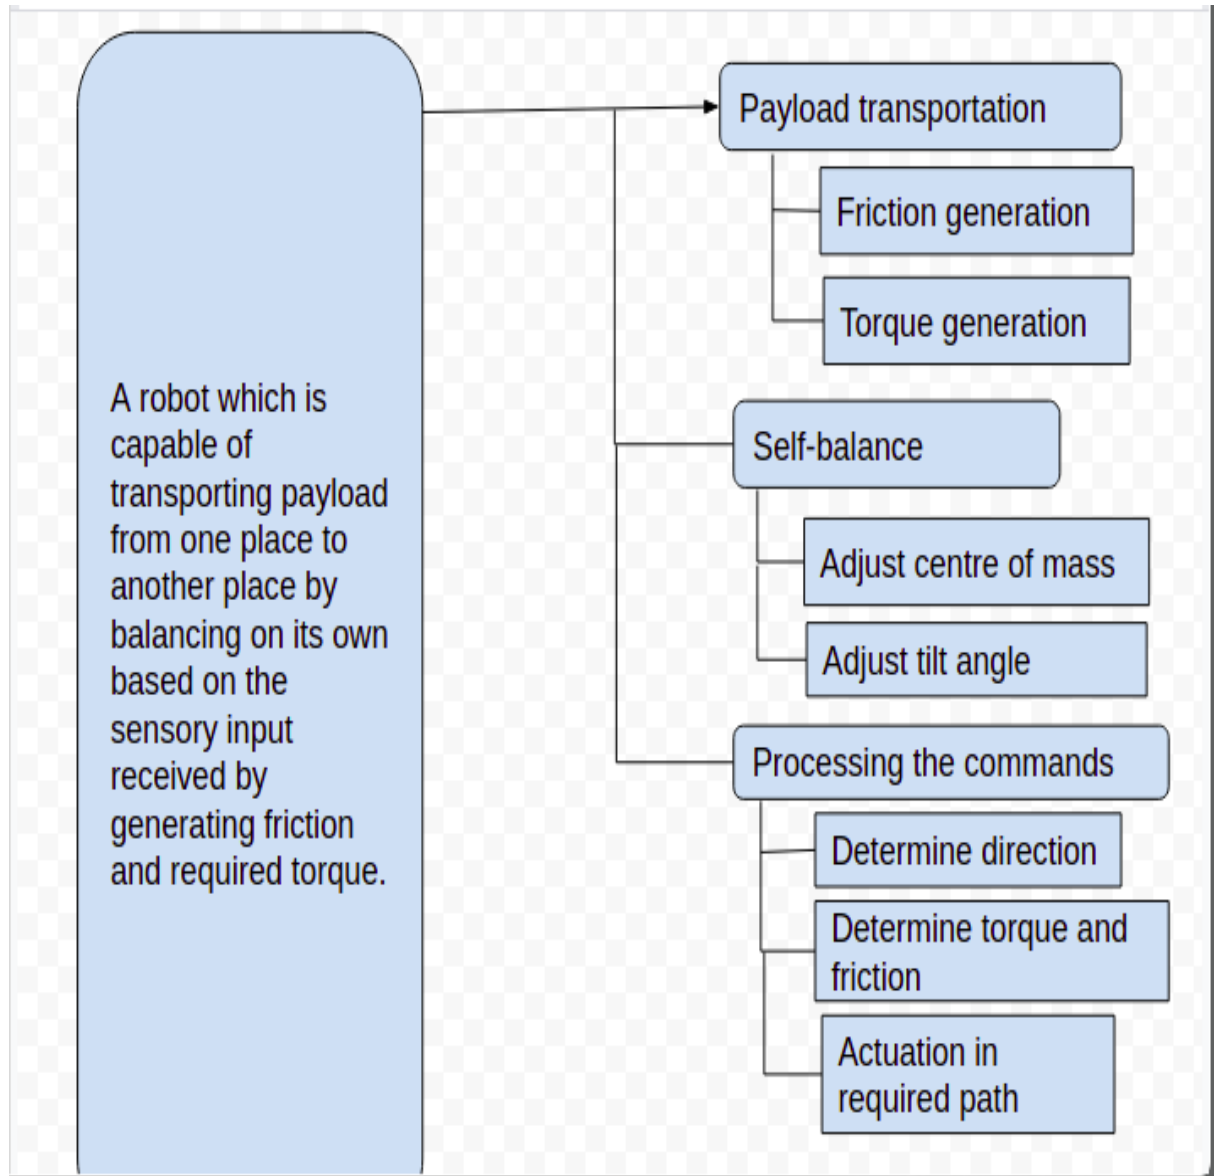 A robot which is
capable of
transporting payload
from one place to
another place by
balancing on its own
based on the
sensory input
received by
generating friction
and required torque.
Payload transportation
Friction generation
Torque generation
Self-balance
Adjust centre of mass
Adjust tilt angle
Processing the commands
Determine direction
Determine torque and
friction
Actuation in
required path